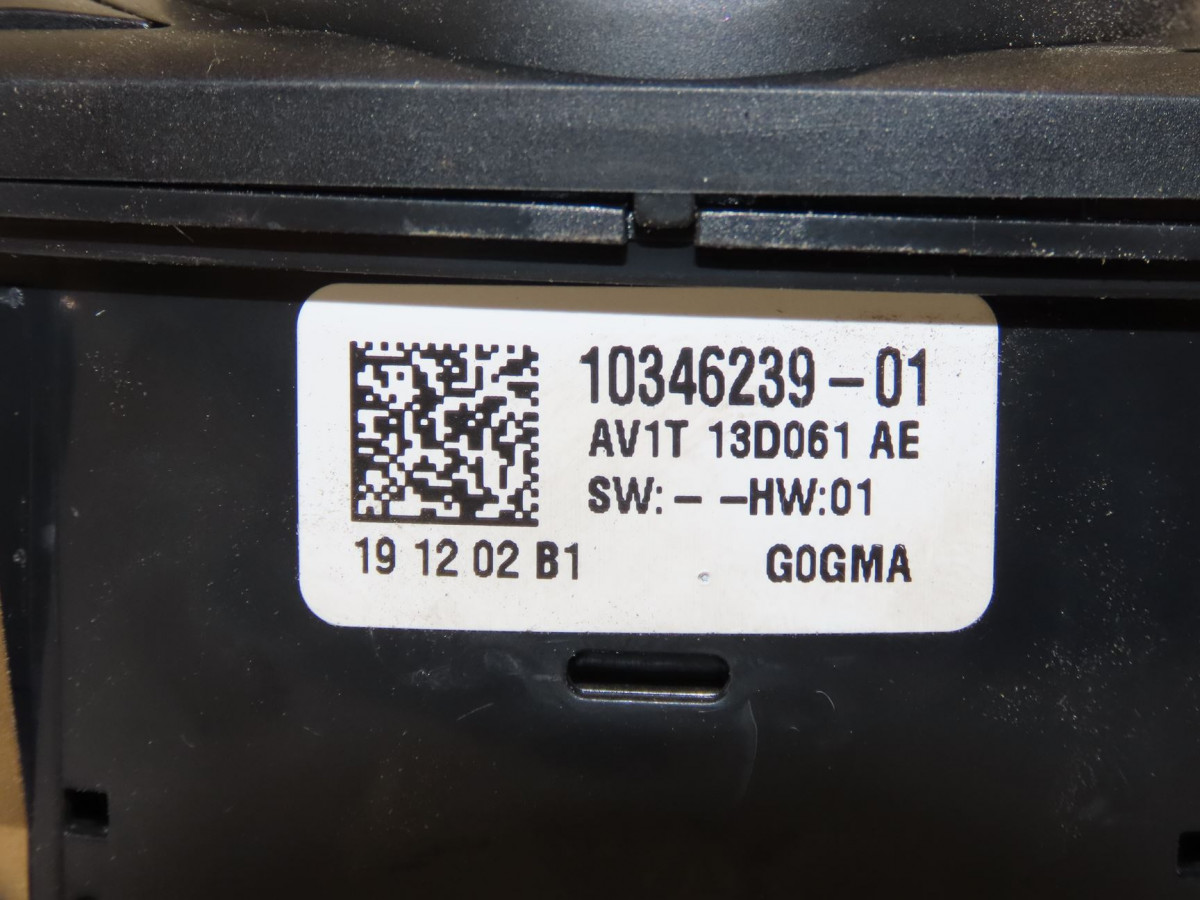 10346239-01
AV1T 13D061 AE
SW:- -HW:01
19 12 02 B1 G0GMA